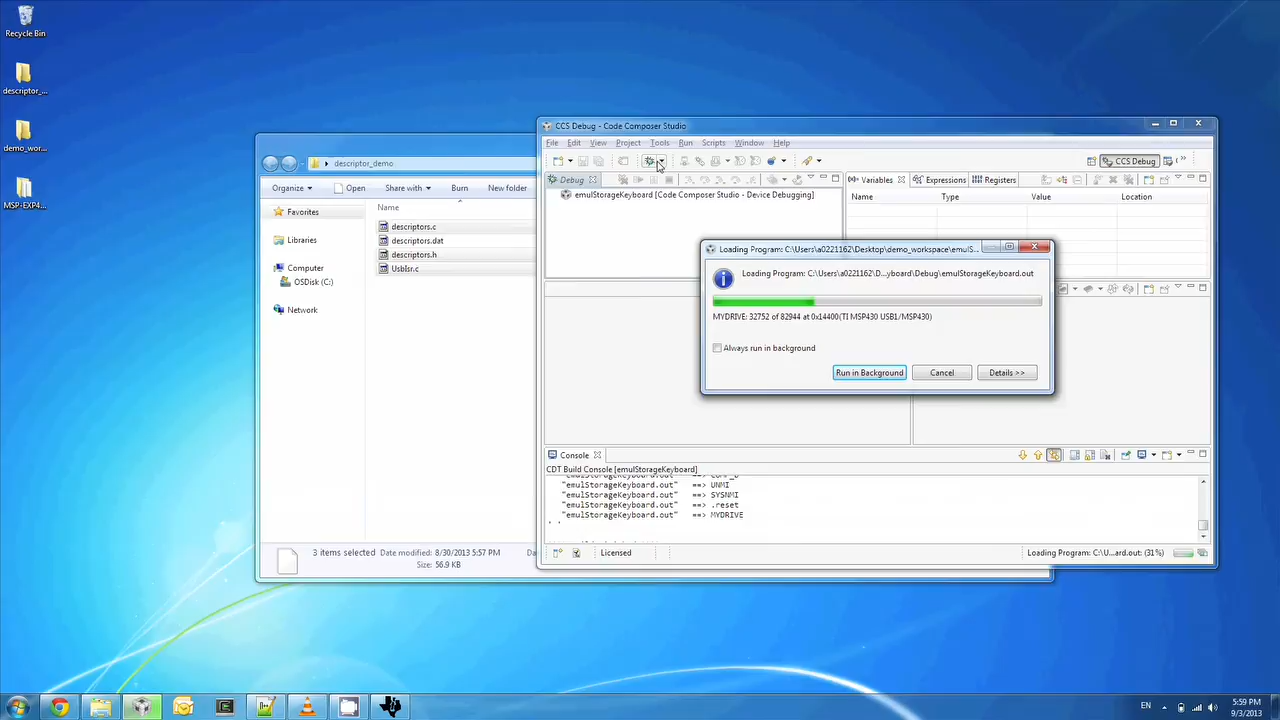 Recycle Bin
descriptor_...
demo_wor...
MSP-EXP4...
descriptor_demo
Organize
Open
Share with
Burn
New folder
Favorites
Libraries
Computer
OSDisk (C:)
Network
Name
descriptors.c
descriptors.dat
descriptors.h
UsbIsr.c
3 items selected Date modified: 8/30/2013 5:57 PM
Size: 56.9 KB
CCS Debug - Code Composer Studio
File Edit View Project Tools Run Scripts Window Help
CCS Debug
Debug
emulStorageKeyboard [Code Composer Studio - Device Debugging]
Variables Expressions Registers
Name Type Value Location
Loading Program: C:\Users\a0221162\Desktop\demo_workspace\emulS...
Loading Program: C:\Users\a0221162\D...yboard\Debug\emulStorageKeyboard.out
MYDRIVE: 32752 of 82944 at 0x14400(TI MSP430 USB1/MSP430)
Always run in background
Run in Background Cancel Details >>
Console
CDT Build Console [emulStorageKeyboard]
"emulStorageKeyboard.out" ==> UNMI
"emulStorageKeyboard.out" ==> SYSNMI
"emulStorageKeyboard.out" ==> .reset
"emulStorageKeyboard.out" ==> MYDRIVE
' '
Licensed
Loading Program: C:\U...ard.out: (31%)
EN
5:59 PM
9/3/2013